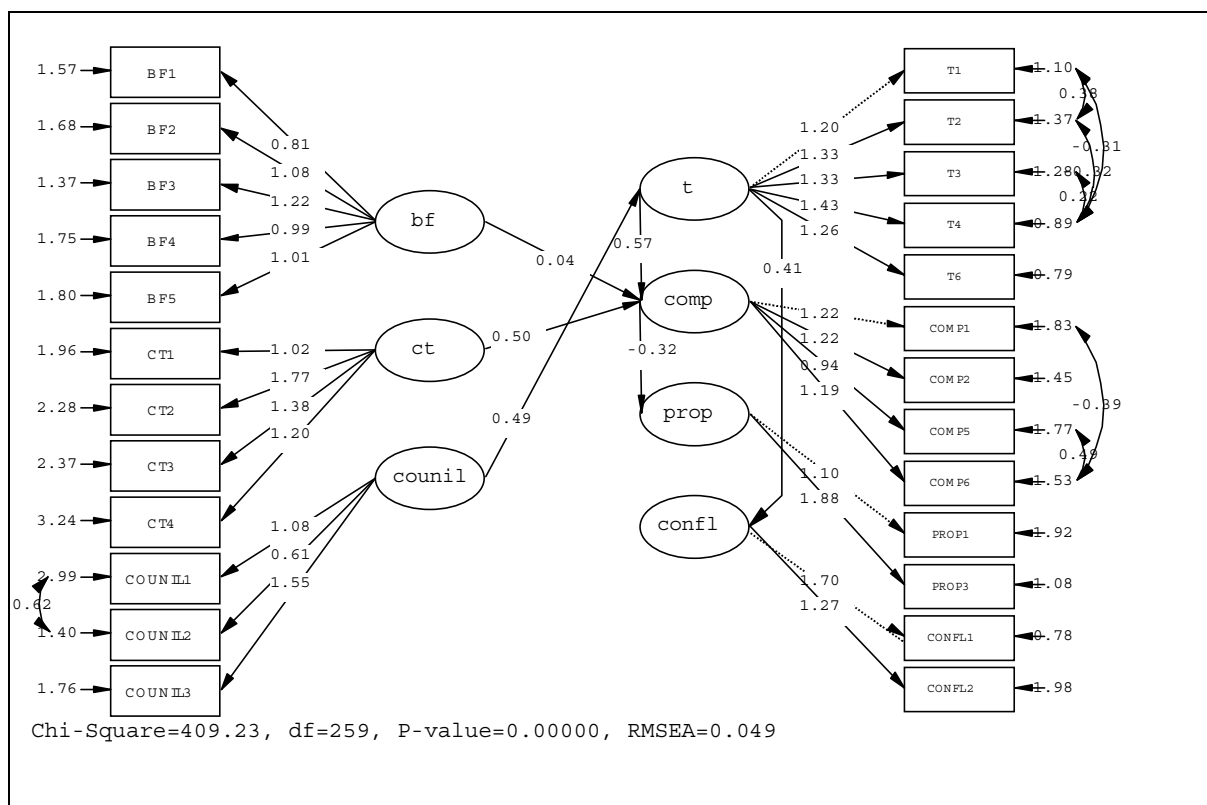 1.57
BF1
1.68
BF2
1.37
BF3
1.75
BF4
1.80
BF5
1.96
CT1
2.28
CT2
2.37
CT3
3.24
CT4
2.99
COUNIL1
0.62
1.40
COUNIL2
1.76
COUNIL3
0.81
1.08
1.22
0.99
1.01
1.02
1.77
1.38
1.20
1.08
0.61
1.55
bf
ct
counil
0.04
0.50
0.49
t
0.57
comp
-0.32
prop
confl
0.41
1.20
1.33
1.33
1.43
1.26
1.22
1.22
0.94
1.19
1.10
1.88
1.70
1.27
T1
1.10
0.38
T2
1.37
-0.31
T3
1.28
0.32
0.22
T4
0.89
T6
0.79
COMP1
1.83
COMP2
1.45
-0.39
COMP5
1.77
0.49
COMP6
1.53
PROP1
1.92
PROP3
1.08
CONFL1
0.78
CONFL2
1.98
Chi-Square=409.23, df=259, P-value=0.00000, RMSEA=0.049